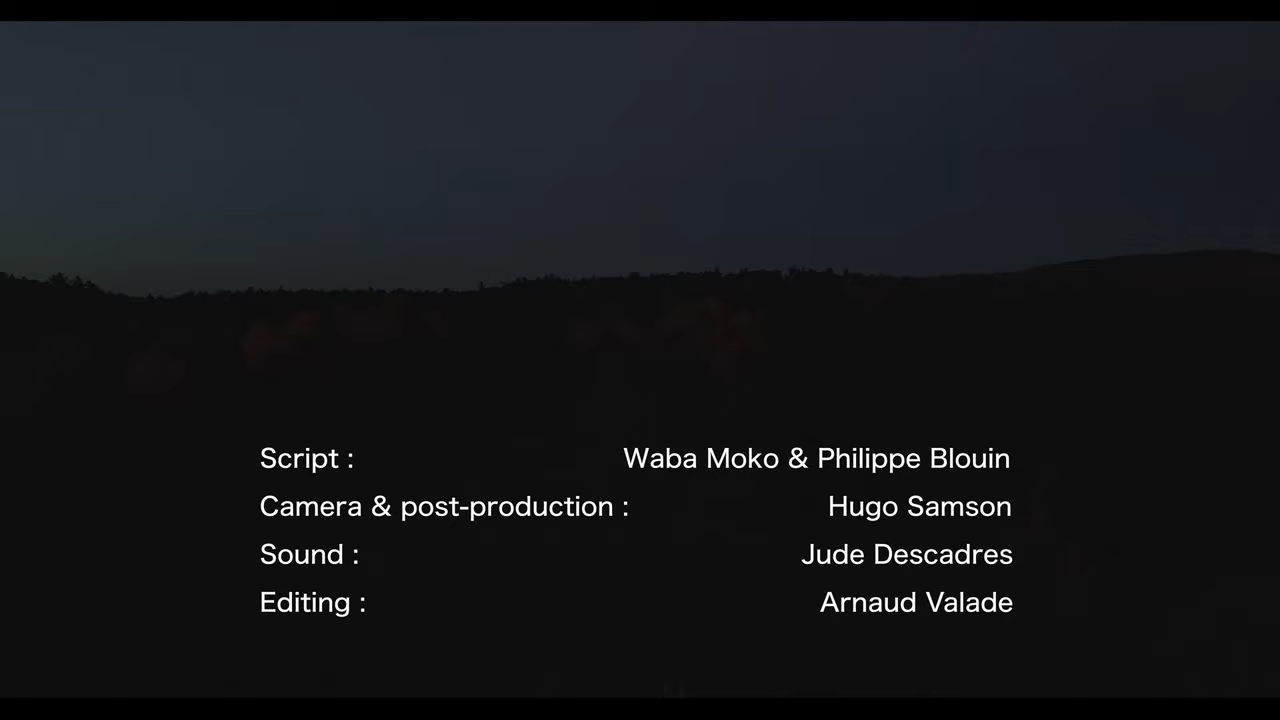 Script : Waba Moko & Philippe Blouin
Camera & post-production : Hugo Samson
Sound : Jude Descadres
Editing : Arnaud Valade